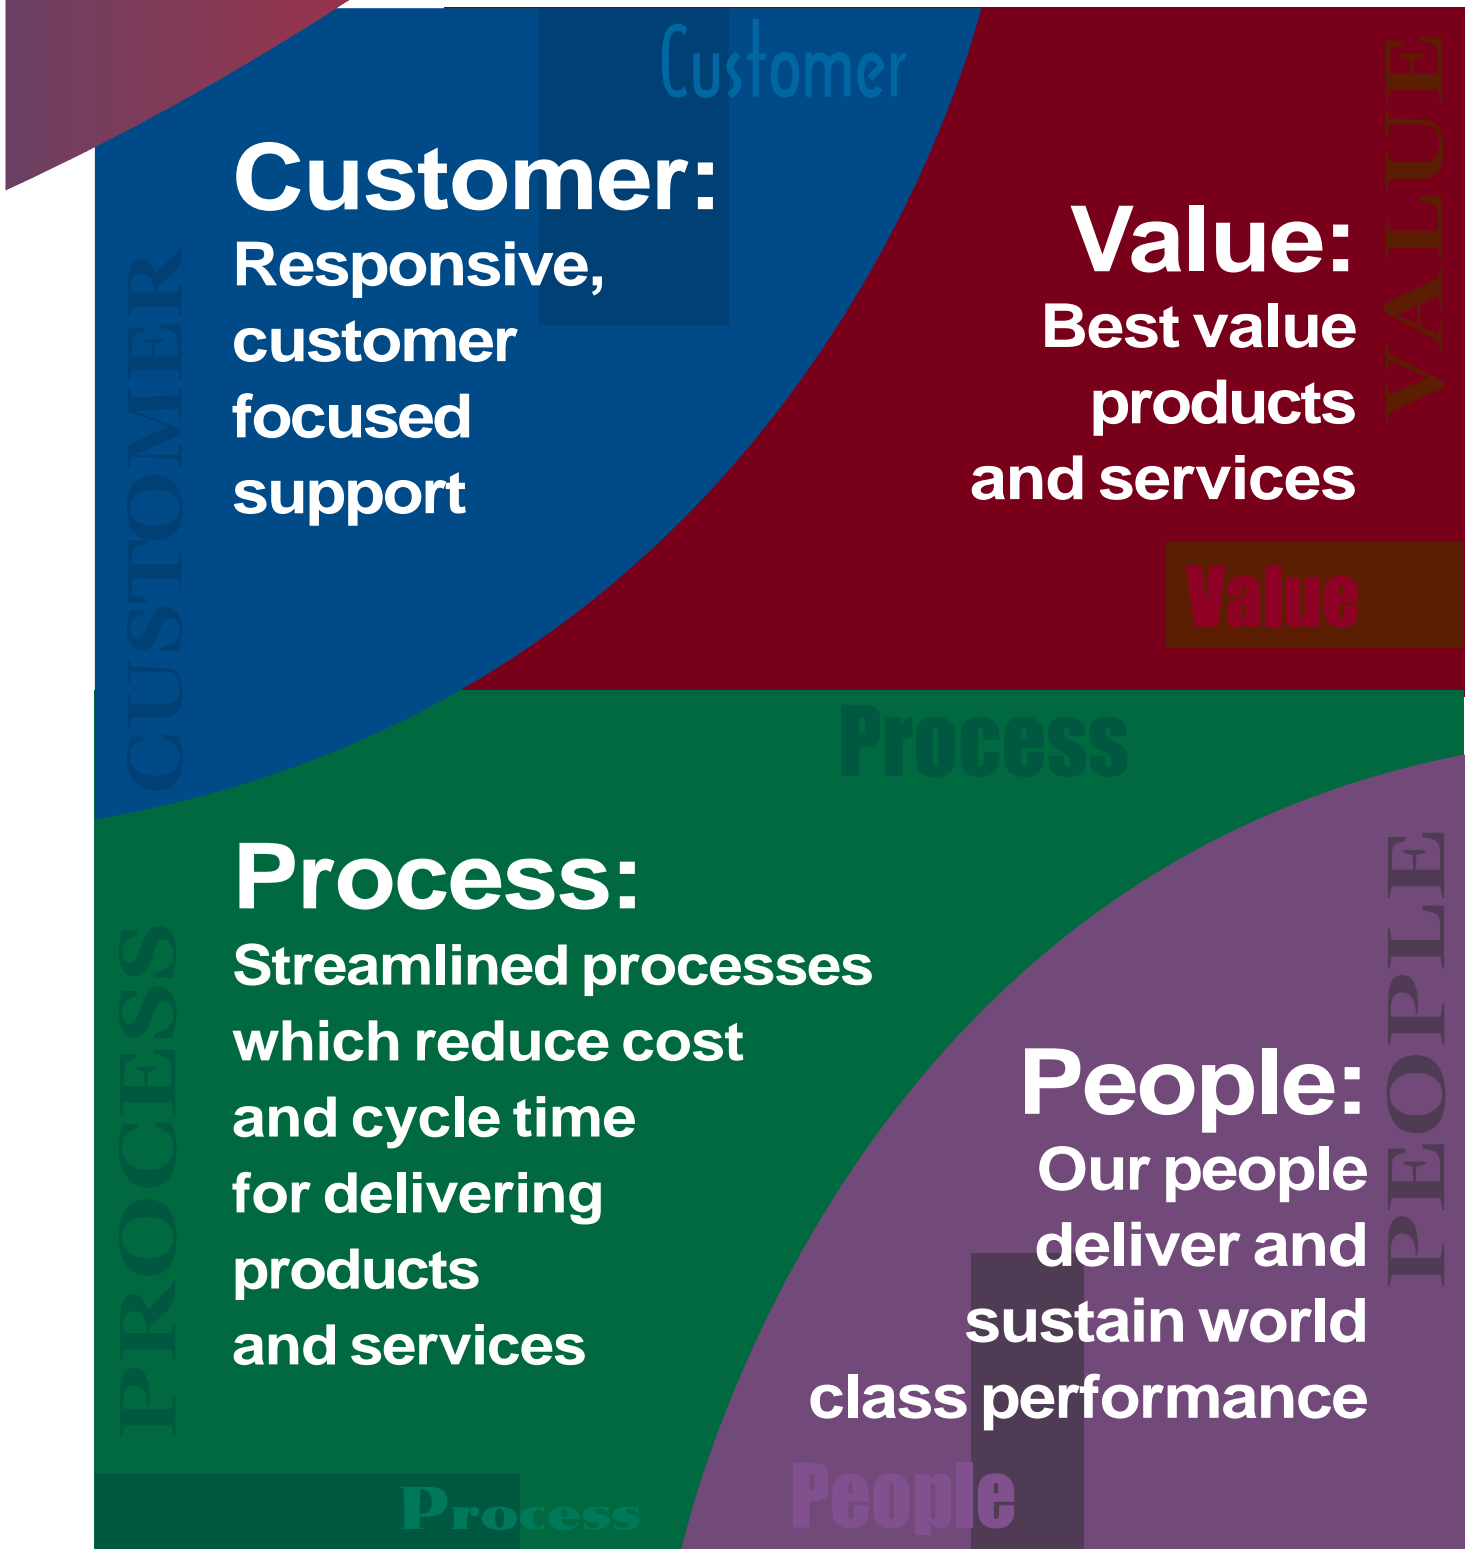 Customer
CUSTOMER
Customer:
Responsive,
customer
focused
support
VALUE
Value:
Best value
products
and services
Value
Process
PROCESS
Process:
Streamlined processes
which reduce cost
and cycle time
for delivering
products
and services
Process
PEOPLE
People:
Our people
deliver and
sustain world
class performance
People